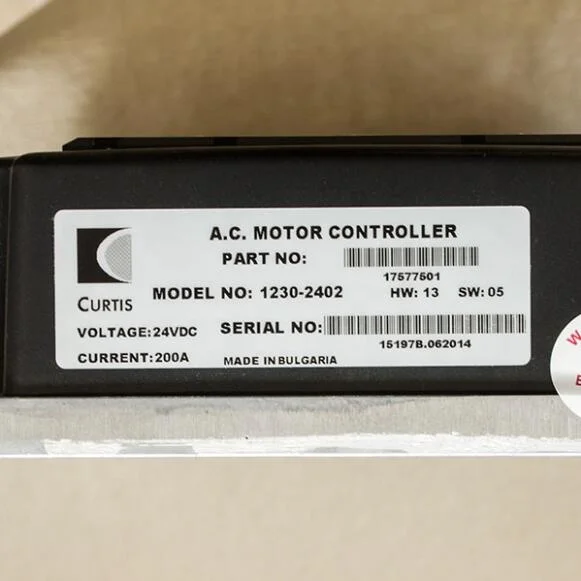 A.C. MOTOR CONTROLLER
PART NO:
17577501
MODEL NO: 1230-2402 HW: 13 SW: 05
CURTIS
VOLTAGE:24VDC
SERIAL NO:
15197B.062014
CURRENT:200A
MADE IN BULGARIA